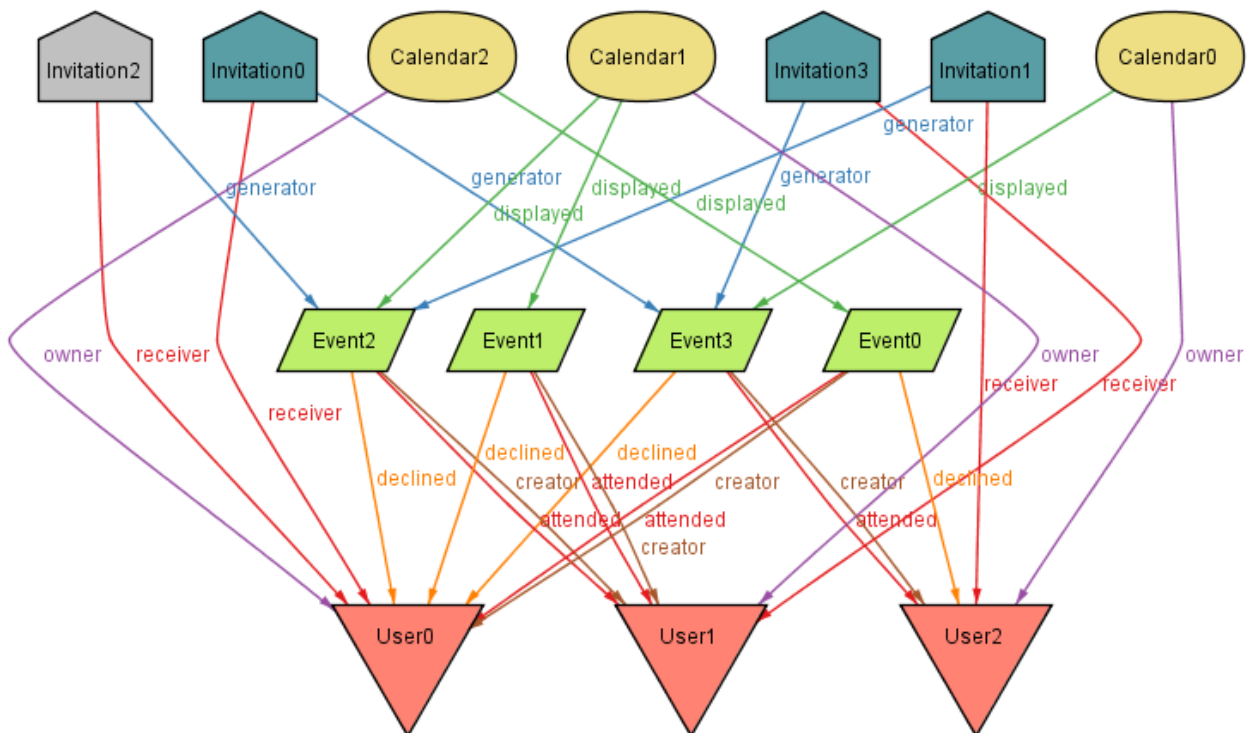 Invitation2
Invitation0
Calendar2
Calendar1
Invitation3
Invitation1
Calendar0
generator
generator
displayed
displayed
displayed
generator
generator
displayed
Event2
Event1
Event3
Event0
owner
receiver
receiver
owner
receiver
receiver
owner
declined
declined
declined
creator
attended
creator
creator
declined
attended
attended
creator
attended
User0
User1
User2